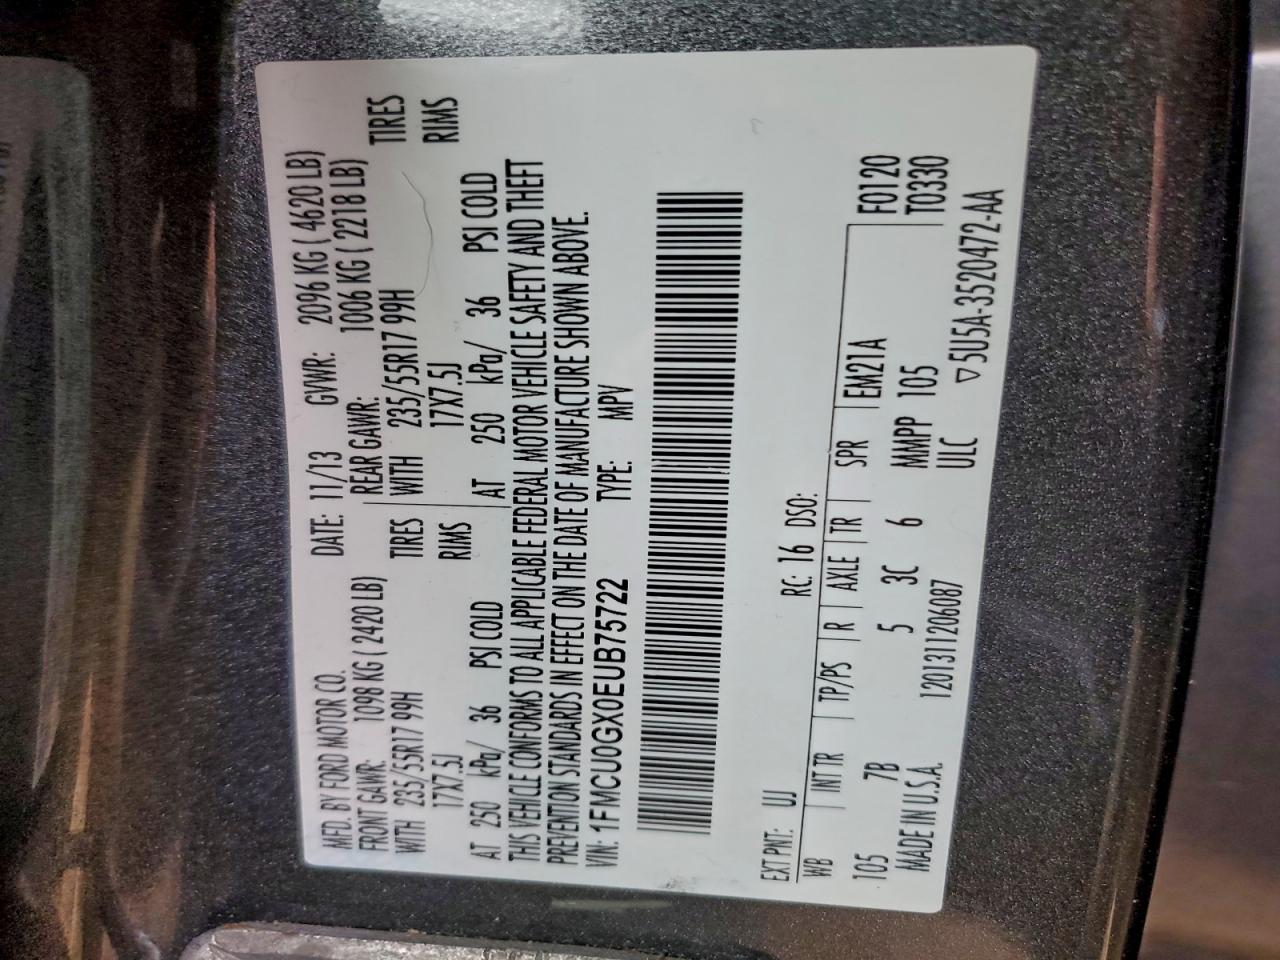 MFD. BY FORD MOTOR CO. DATE: 11/13 GVWR: 2096 KG ( 4620 LB)
FRONT GAWR: 1098 KG ( 2420 LB) REAR GAWR: 1006 KG ( 2218 LB)
WITH 235/55R17 99H TIRES WITH 235/55R17 99H TIRES
17X7.5J RIMS 17X7.5J RIMS
AT 250 kPa/ 36 PSI COLD AT 250 kPa/ 36 PSI COLD
THIS VEHICLE CONFORMS TO ALL APPLICABLE FEDERAL MOTOR VEHICLE SAFETY AND THEFT
PREVENTION STANDARDS IN EFFECT ON THE DATE OF MANUFACTURE SHOWN ABOVE.
VIN: 1FMCU0GX0EUB75722 TYPE: MPV
EXT PNT: UJ RC: 16 DSO:
WB INT TR TP/PS R AXLE TR SPR EM21A F0120
105 7B 5 3C 6 MMPP 105 T0330
MADE IN U.S.A. 1201311206087 ULC ▽5U5A-3520472-AA